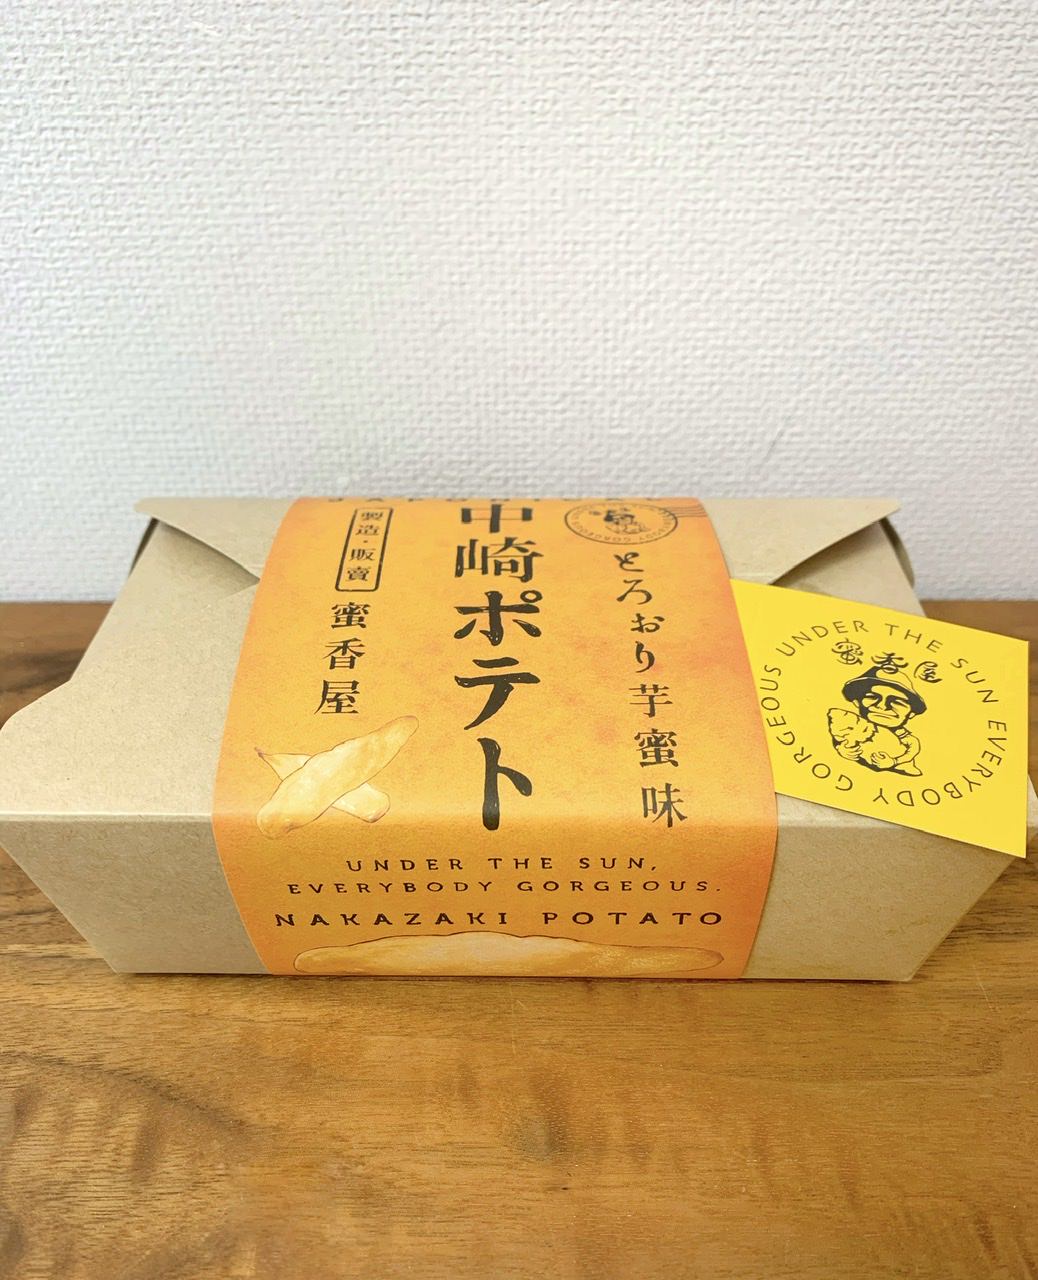 とろぉり芋蜜味
中崎ポテト
製造・販賣
蜜香屋
UNDER THE SUN,
EVERYBODY GORGEOUS.
NAKAZAKI POTATO
蜜香屋
UNDER THE SUN EVERYBODY GORGEOUS